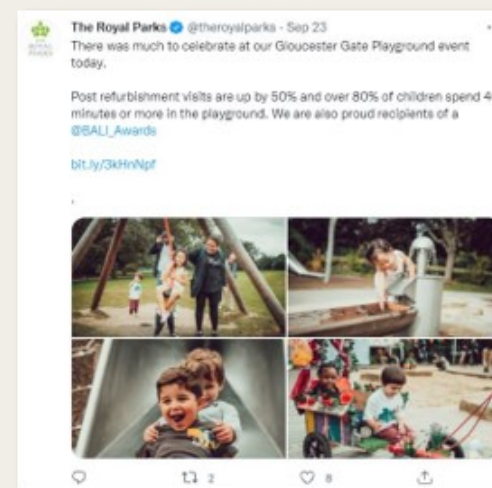 The Royal Parks @theroyalparks · Sep 23
There was much to celebrate at our Gloucester Gate Playground event
today.
Post refurbishment visits are up by 50% and over 80% of children spend 4
minutes or more in the playground. We are also proud recipients of a
@BALI_Awards
bit.ly/3kHnNpf
.
2 8